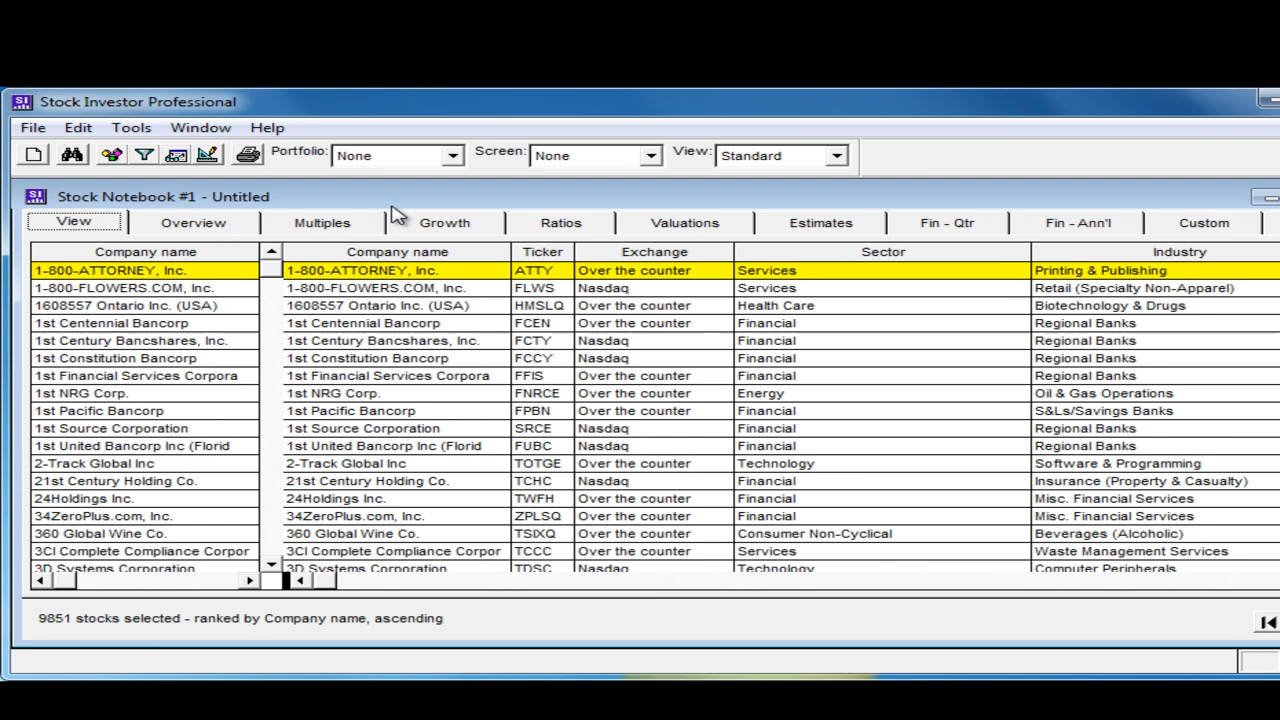 Stock Investor Professional
File Edit Tools Window Help
Portfolio: None Screen: None View: Standard
Stock Notebook #1 - Untitled
View Overview Multiples Growth Ratios Valuations Estimates Fin - Qtr Fin - Ann'l Custom
Company name Company name Ticker Exchange Sector Industry
1-800-ATTORNEY, Inc. 1-800-ATTORNEY, Inc. ATTY Over the counter Services Printing & Publishing
1-800-FLOWERS.COM, Inc. 1-800-FLOWERS.COM, Inc. FLWS Nasdaq Services Retail (Specialty Non-Apparel)
1608557 Ontario Inc. (USA) 1608557 Ontario Inc. (USA) HMSLQ Over the counter Health Care Biotechnology & Drugs
1st Centennial Bancorp 1st Centennial Bancorp FCEN Over the counter Financial Regional Banks
1st Century Bancshares, Inc. 1st Century Bancshares, Inc. FCTY Nasdaq Financial Regional Banks
1st Constitution Bancorp 1st Constitution Bancorp FCCY Nasdaq Financial Regional Banks
1st Financial Services Corpora 1st Financial Services Corpora FFIS Over the counter Financial Regional Banks
1st NRG Corp. 1st NRG Corp. FNRCE Over the counter Energy Oil & Gas Operations
1st Pacific Bancorp 1st Pacific Bancorp FPBN Over the counter Financial S&Ls/Savings Banks
1st Source Corporation 1st Source Corporation SRCE Nasdaq Financial Regional Banks
1st United Bancorp Inc (Florid 1st United Bancorp Inc (Florid FUBC Nasdaq Financial Regional Banks
2-Track Global Inc 2-Track Global Inc TOTGE Over the counter Technology Software & Programming
21st Century Holding Co. 21st Century Holding Co. TCHC Nasdaq Financial Insurance (Property & Casualty)
24Holdings Inc. 24Holdings Inc. TWFH Over the counter Financial Misc. Financial Services
34ZeroPlus.com, Inc. 34ZeroPlus.com, Inc. ZPLSQ Over the counter Financial Misc. Financial Services
360 Global Wine Co. 360 Global Wine Co. TSIXQ Over the counter Consumer Non-Cyclical Beverages (Alcoholic)
3CI Complete Compliance Corpor 3CI Complete Compliance Corpor TCCC Over the counter Services Waste Management Services
3D Systems Corporation 3D Systems Corporation TDSC Nasdaq Technology Computer Peripherals
9851 stocks selected - ranked by Company name, ascending